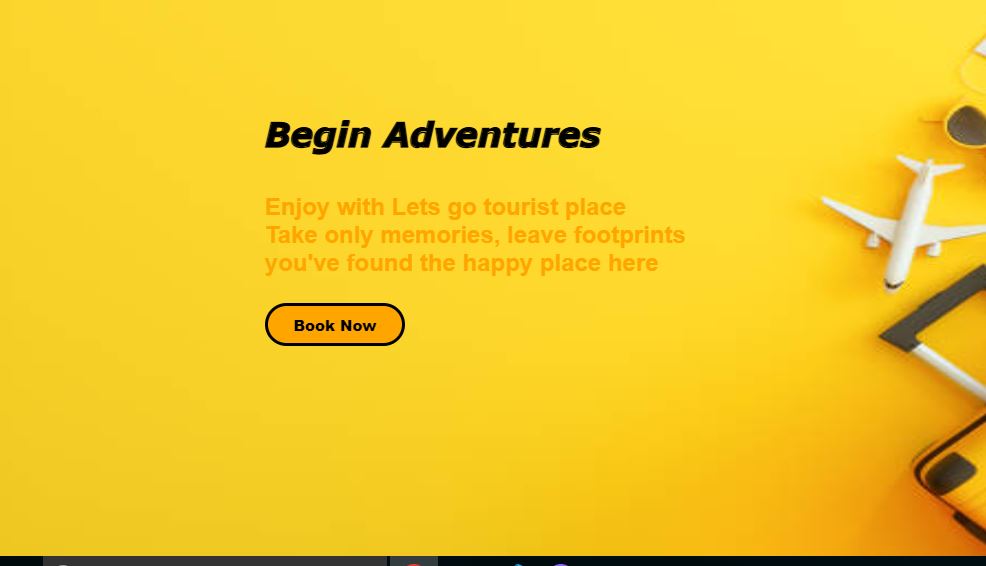 Begin Adventures
Enjoy with Lets go tourist place
Take only memories, leave footprints
you've found the happy place here
Book Now